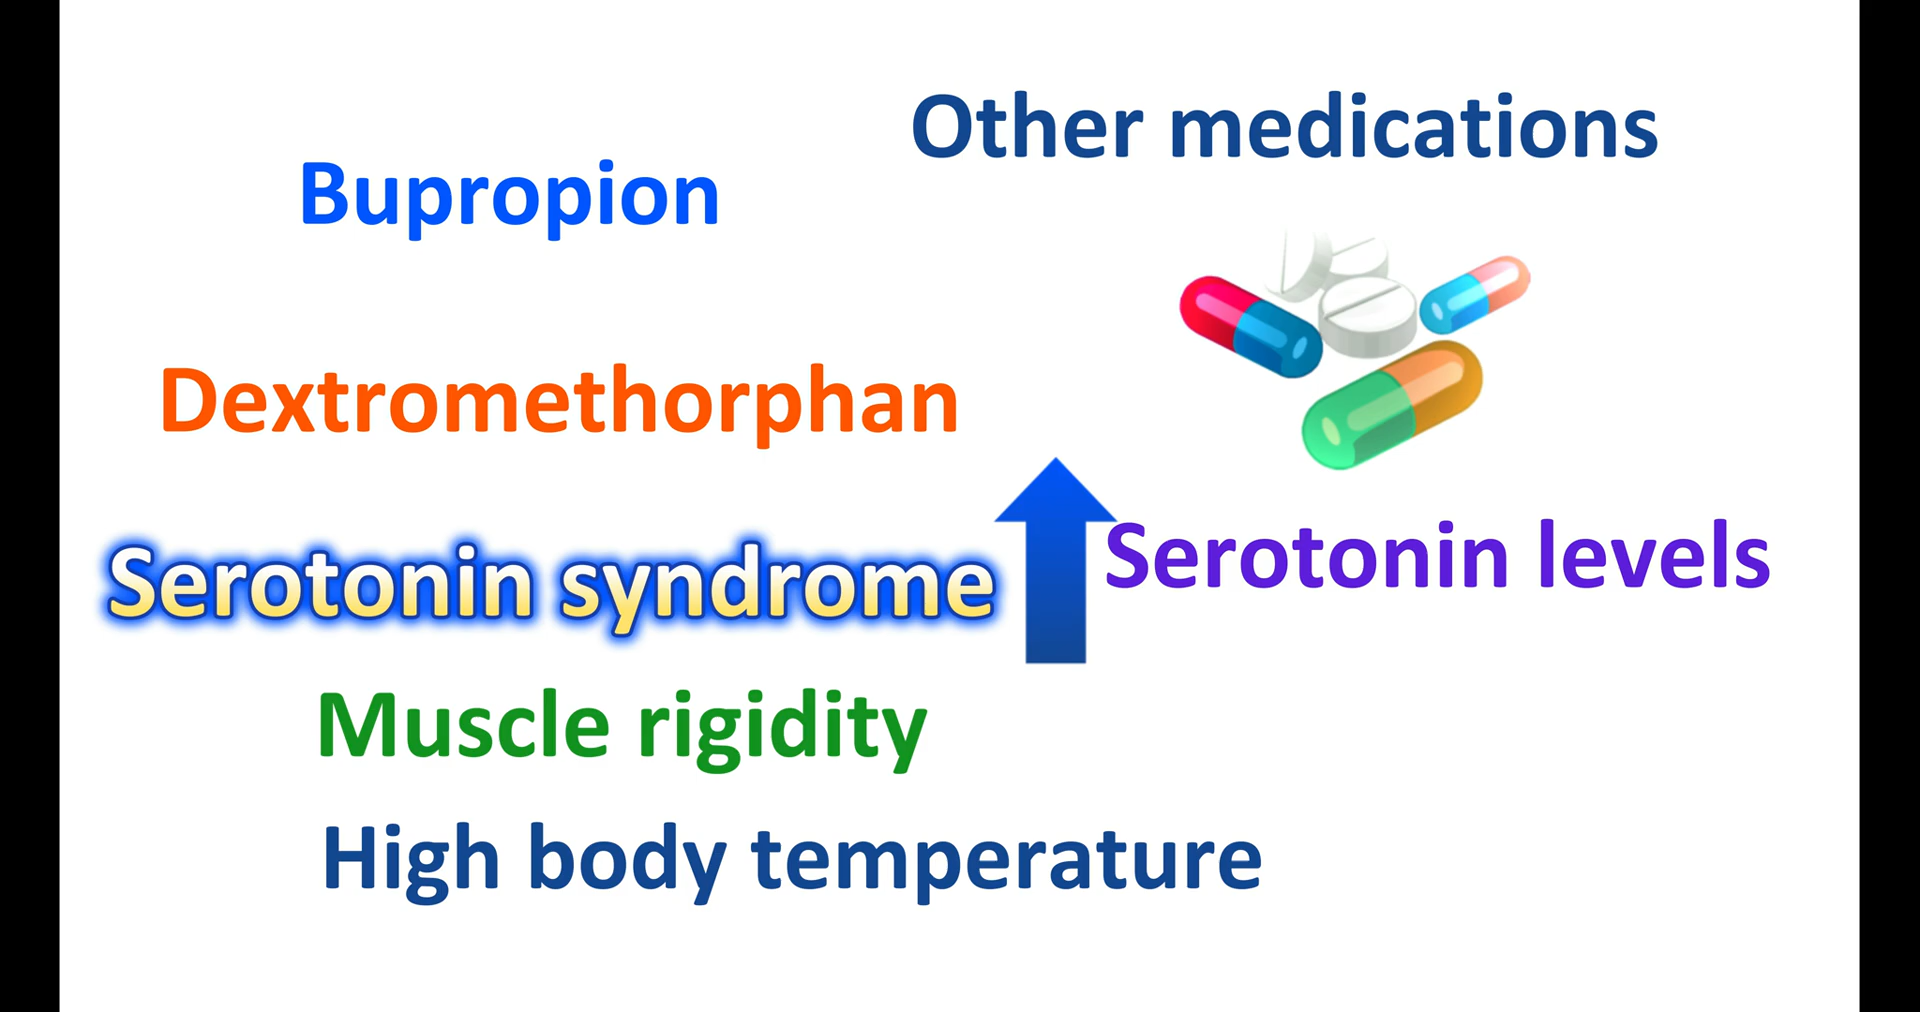 Other medications
Bupropion
Dextromethorphan
Serotonin syndrome
Serotonin levels
Muscle rigidity
High body temperature